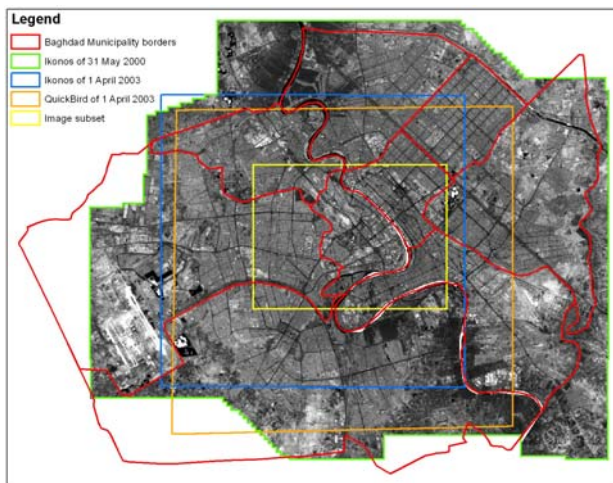 Legend
Baghdad Municipality borders
Ikonos of 31 May 2000
Ikonos of 1 April 2003
QuickBird of 1 April 2003
Image subset